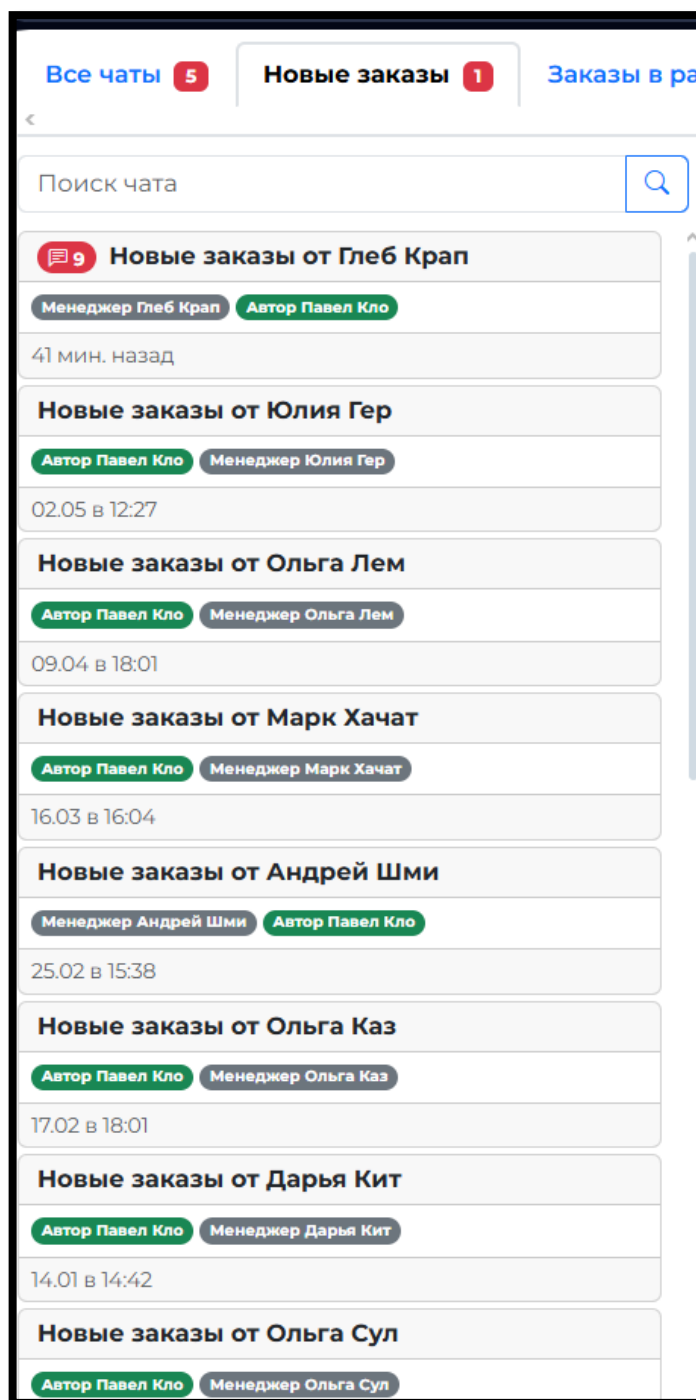 Все чаты 5 Новые заказы 1 Заказы в ра
Поиск чата
9 Новые заказы от Глеб Крап
Менеджер Глеб Крап Автор Павел Кло
41 мин. назад
Новые заказы от Юлия Гер
Автор Павел Кло Менеджер Юлия Гер
02.05 в 12:27
Новые заказы от Ольга Лем
Автор Павел Кло Менеджер Ольга Лем
09.04 в 18:01
Новые заказы от Марк Хачат
Автор Павел Кло Менеджер Марк Хачат
16.03 в 16:04
Новые заказы от Андрей Шми
Менеджер Андрей Шми Автор Павел Кло
25.02 в 15:38
Новые заказы от Ольга Каз
Автор Павел Кло Менеджер Ольга Каз
17.02 в 18:01
Новые заказы от Дарья Кит
Автор Павел Кло Менеджер Дарья Кит
14.01 в 14:42
Новые заказы от Ольга Сул
Автор Павел Кло Менеджер Ольга Сул